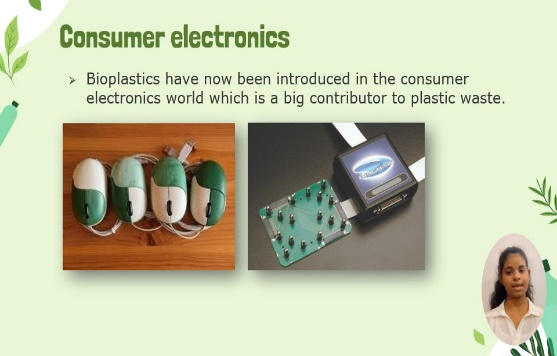 Consumer electronics
Bioplastics have now been introduced in the consumer
electronics world which is a big contributor to plastic waste.